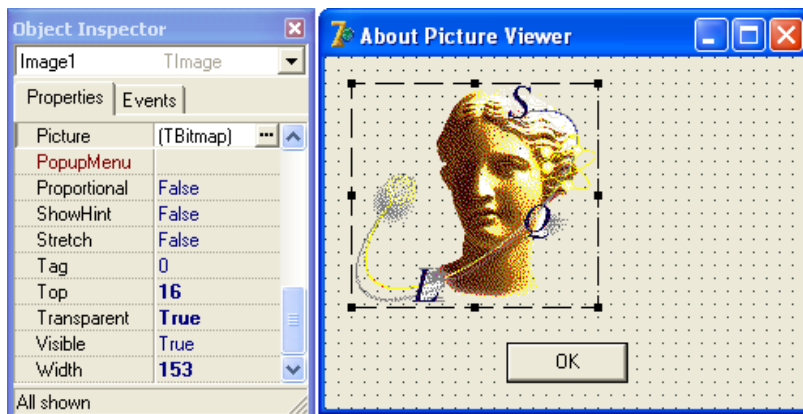 Object Inspector
Image1 TImage
Properties Events
Picture (TBitmap) ...
PopupMenu
Proportional False
ShowHint False
Stretch False
Tag 0
Top 16
Transparent True
Visible True
Width 153
All shown
7 About Picture Viewer
S
Q
L
OK